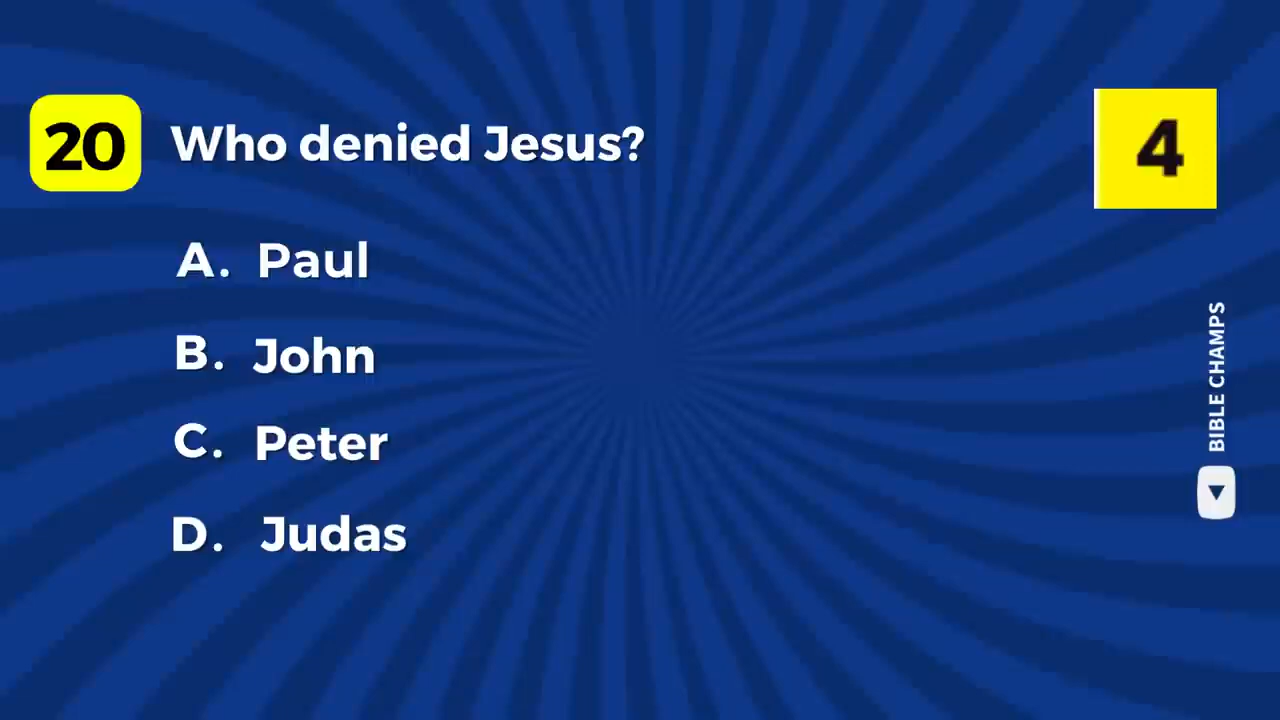 20 Who denied Jesus?
4
A. Paul
B. John
C. Peter
D. Judas
BIBLE CHAMPS